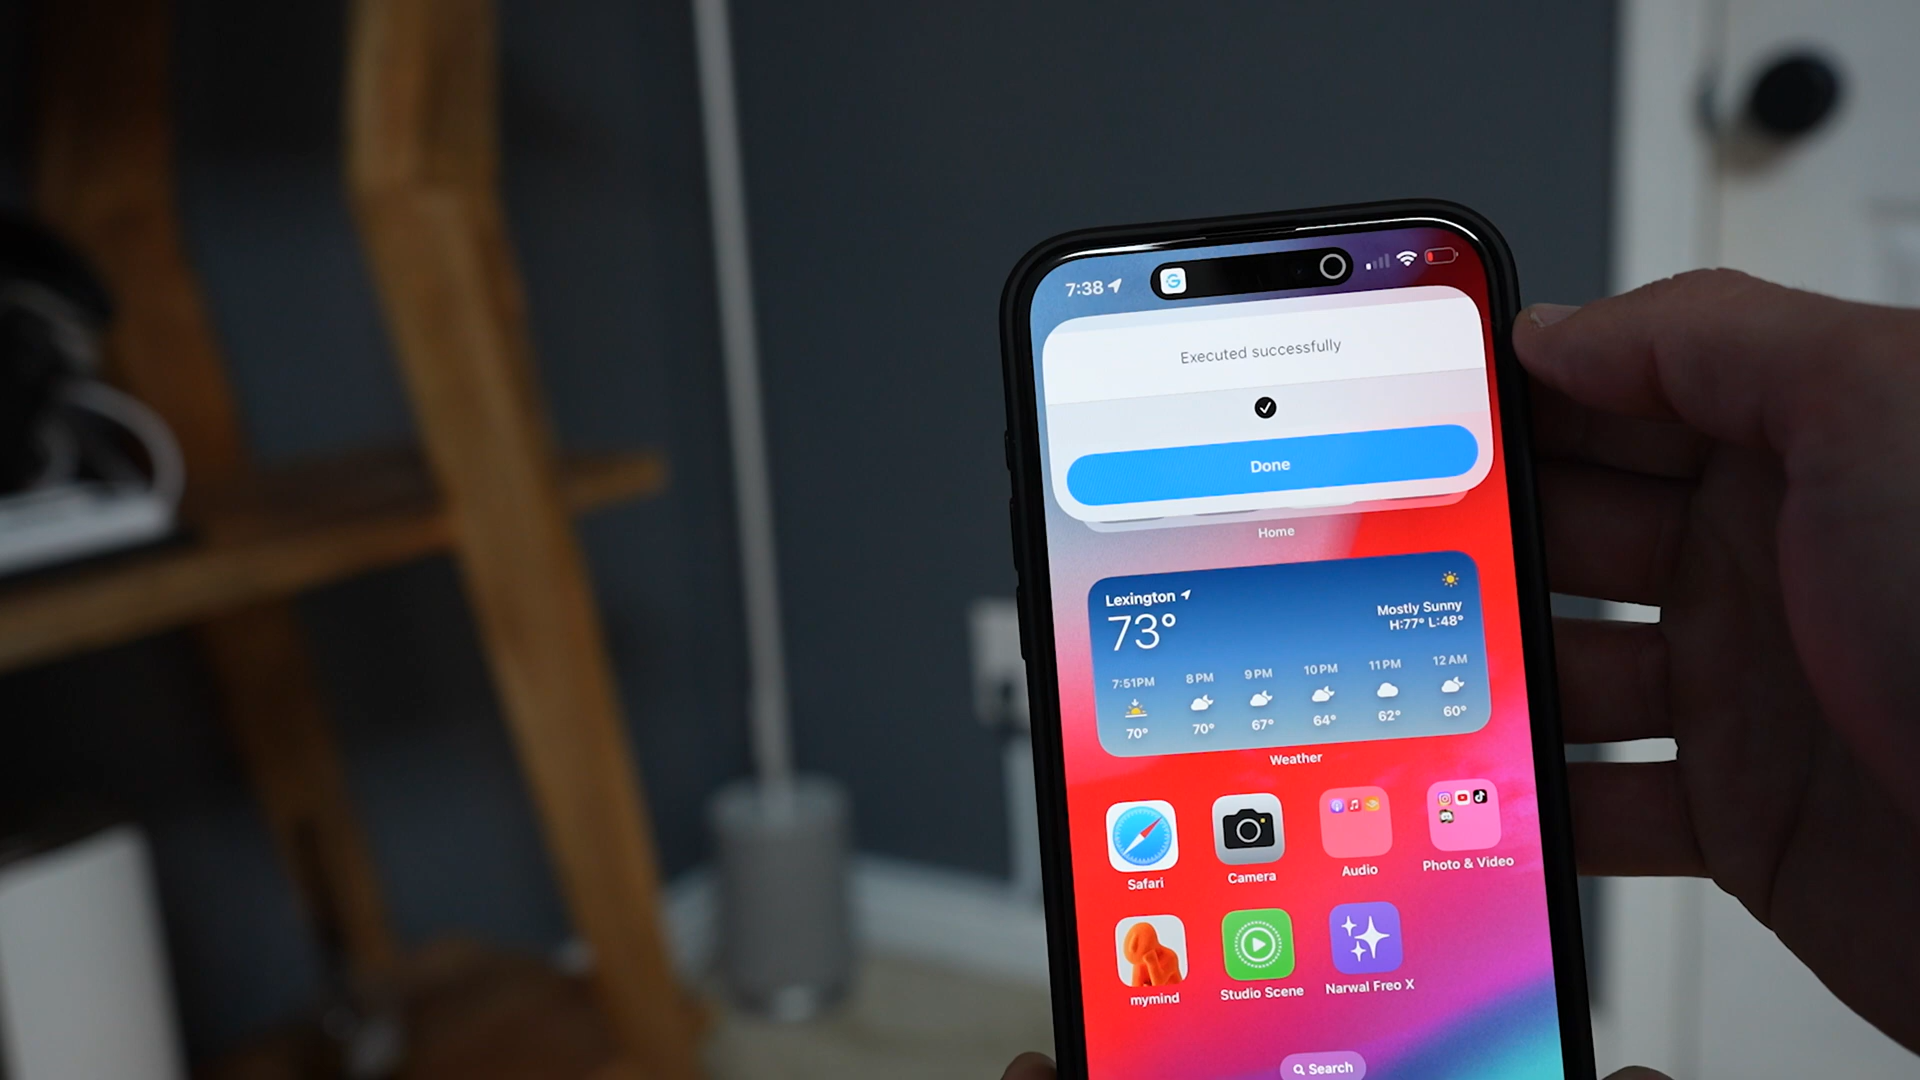 7:38
Executed successfully
Done
Home
Lexington
73°
Mostly Sunny
H:77° L:48°
7:51PM 8 PM 9 PM 10 PM 11 PM 12 AM
70° 70° 67° 64° 62° 60°
Weather
Safari Camera Audio Photo & Video
mymind Studio Scene Narwal Freo X
Search